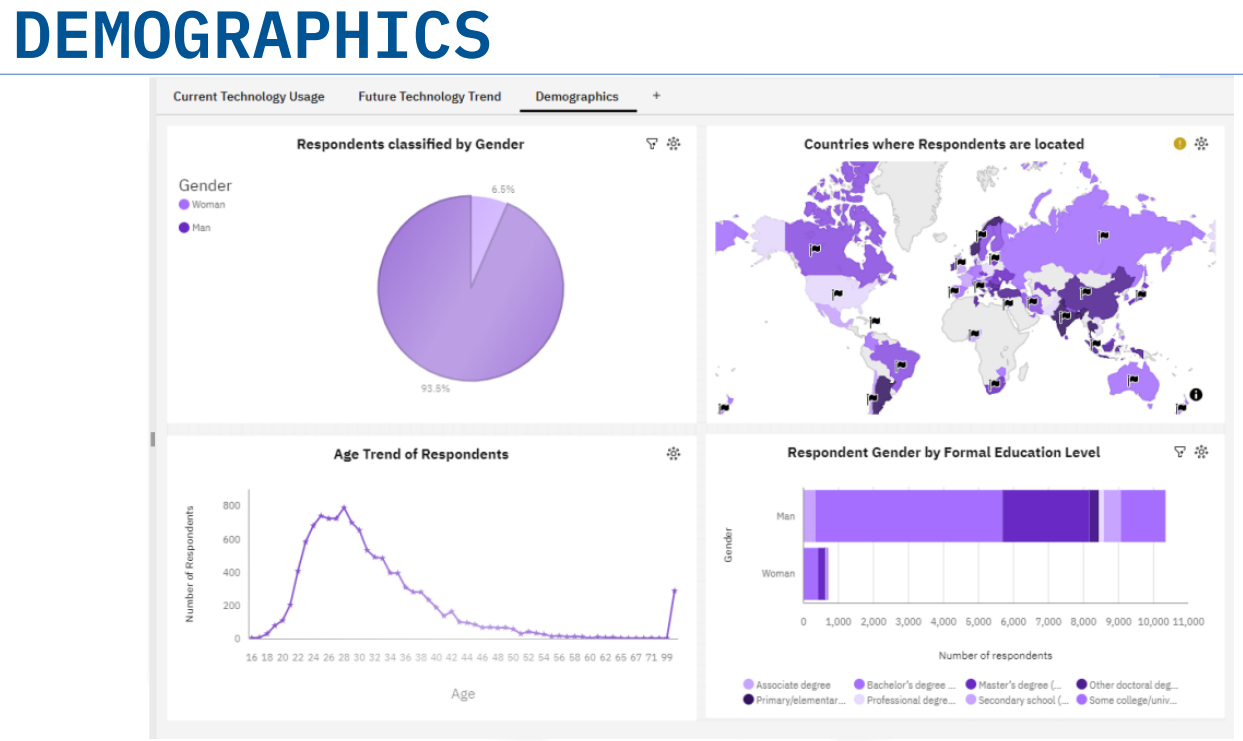 DEMOGRAPHICS
Current Technology Usage Future Technology Trend Demographics +
Respondents classified by Gender
Gender
Woman
Man
6.5%
93.5%
Countries where Respondents are located
Age Trend of Respondents
Number of Respondents
800
600
400
200
0
16 18 20 22 24 26 28 30 32 34 36 38 40 42 44 46 48 50 52 54 56 58 60 62 65 67 71 99
Age
Respondent Gender by Formal Education Level
Gender
Man
Woman
0 1,000 2,000 3,000 4,000 5,000 6,000 7,000 8,000 9,000 10,000 11,000
Number of respondents
Associate degree Bachelor's degree ... Master's degree (... Other doctoral deg...
Primary/elementar... Professional degre... Secondary school (... Some college/univ...